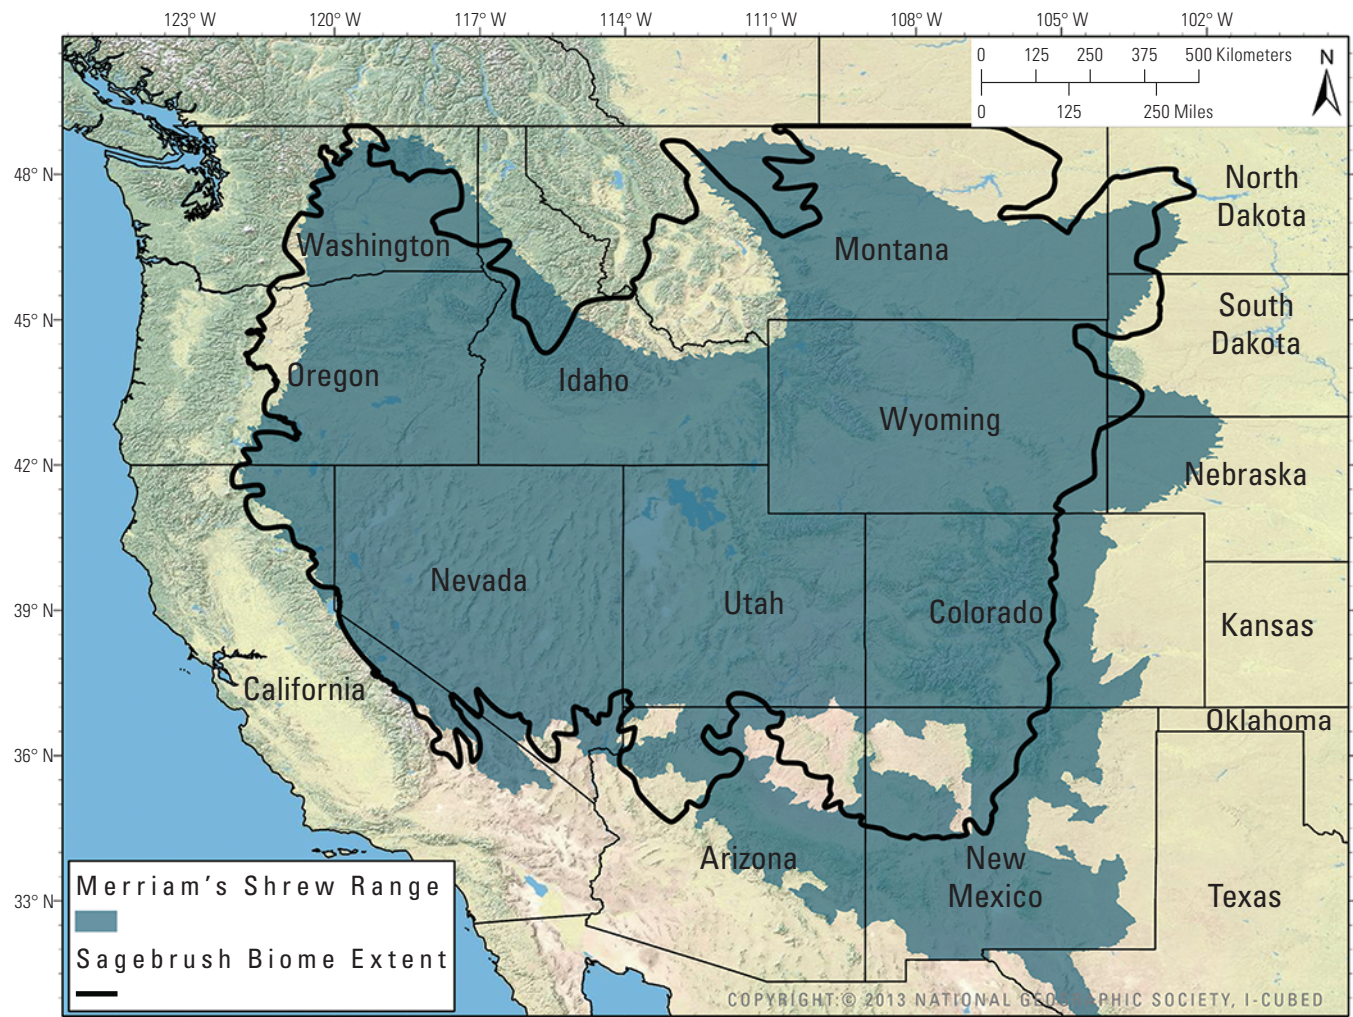 123° W 120° W 117° W 114° W 111° W 108° W 105° W 102° W
0 125 250 375 500 Kilometers
0 125 250 Miles
N
48° N
45° N
42° N
39° N
36° N
33° N
North
Dakota
Washington
Montana
South
Dakota
Oregon
Idaho
Wyoming
Nebraska
Nevada
Utah
Colorado
Kansas
California
Oklahoma
Arizona
New
Mexico
Texas
Merriam's Shrew Range
Sagebrush Biome Extent
COPYRIGHT:© 2013 NATIONAL GEOGRAPHIC SOCIETY, I-CUBED